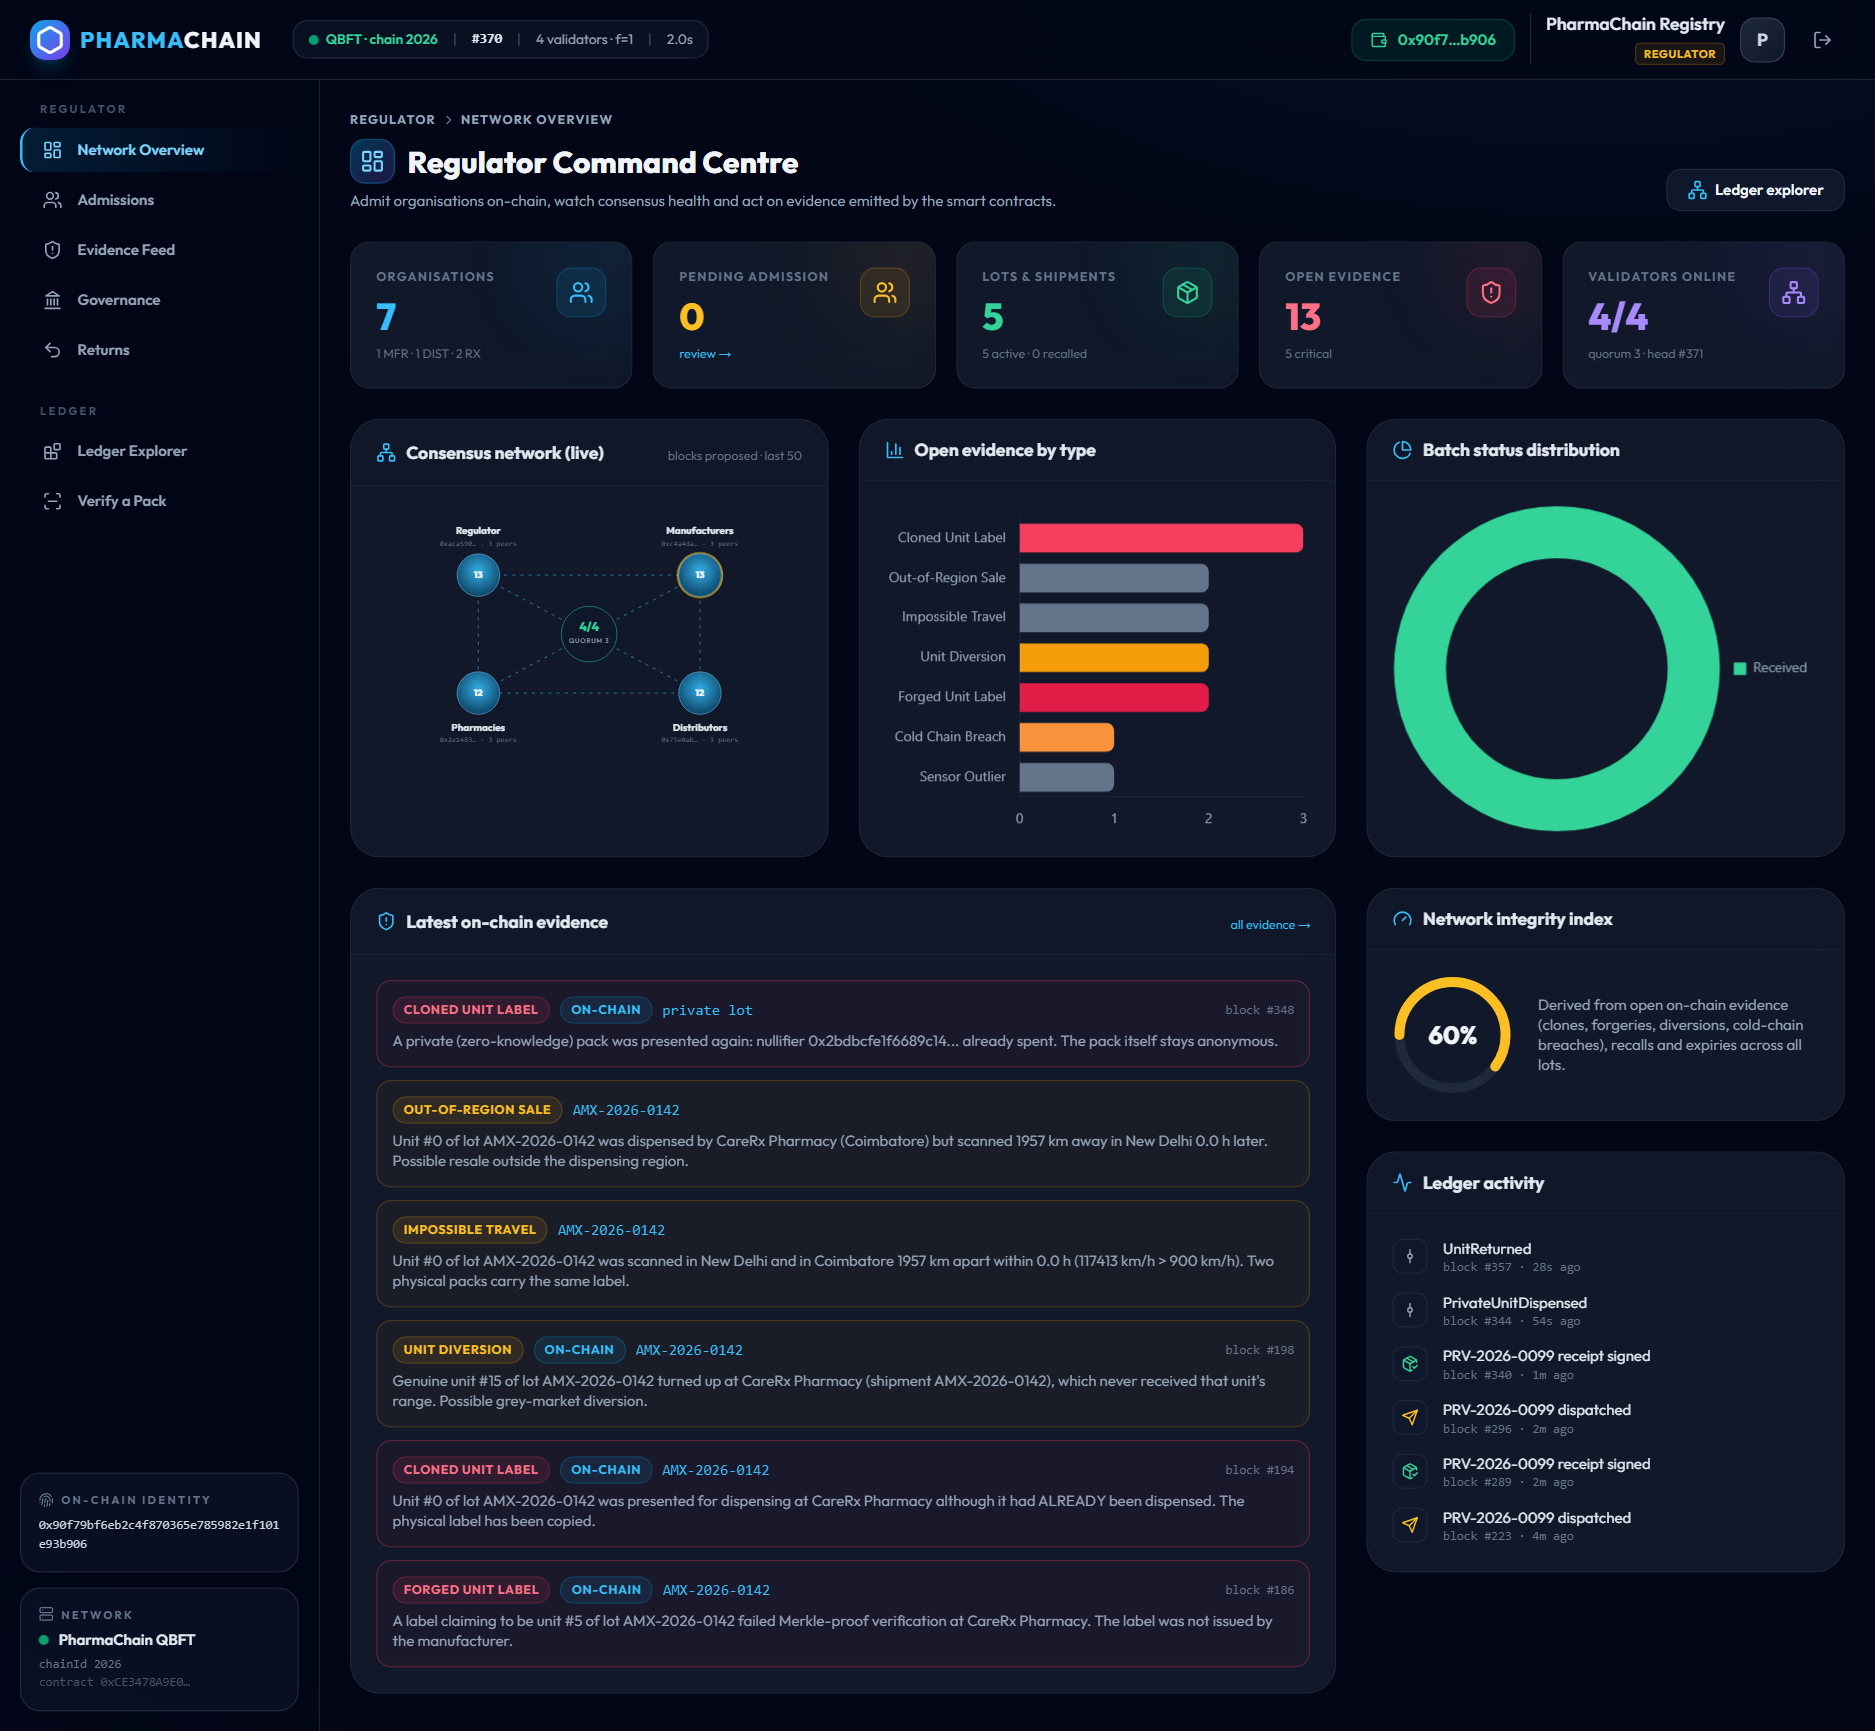 PHARMACHAIN
QBFT · chain 2026 | #370 | 4 validators · f=1 | 2.0s
0x90f7...b906
PharmaChain Registry
REGULATOR
P
REGULATOR
Network Overview
Admissions
Evidence Feed
Governance
Returns
LEDGER
Ledger Explorer
Verify a Pack
ON-CHAIN IDENTITY
0x90f79bf6eb2c4f870365e785982e1f101
e93b906
NETWORK
PharmaChain QBFT
chainId 2026
contract 0xCE3478A9E0…
REGULATOR > NETWORK OVERVIEW
Regulator Command Centre
Admit organisations on-chain, watch consensus health and act on evidence emitted by the smart contracts.
Ledger explorer
ORGANISATIONS
7
1 MFR · 1 DIST · 2 RX
PENDING ADMISSION
0
review →
LOTS & SHIPMENTS
5
5 active · 0 recalled
OPEN EVIDENCE
13
5 critical
VALIDATORS ONLINE
4/4
quorum 3 · head #371
Consensus network (live)
blocks proposed · last 50
Regulator
0xaca590… · 3 peers
13
Manufacturers
0xc4a4da… · 3 peers
13
4/4
QUORUM 3
12
Pharmacies
0x2e1483… · 3 peers
12
Distributors
0x75e0ab… · 3 peers
Open evidence by type
Cloned Unit Label
Out-of-Region Sale
Impossible Travel
Unit Diversion
Forged Unit Label
Cold Chain Breach
Sensor Outlier
0 1 2 3
Batch status distribution
Received
Latest on-chain evidence
all evidence →
CLONED UNIT LABEL ON-CHAIN private lot block #348
A private (zero-knowledge) pack was presented again: nullifier 0x2bdbcfe1f6689c14... already spent. The pack itself stays anonymous.
OUT-OF-REGION SALE AMX-2026-0142
Unit #0 of lot AMX-2026-0142 was dispensed by CareRx Pharmacy (Coimbatore) but scanned 1957 km away in New Delhi 0.0 h later.
Possible resale outside the dispensing region.
IMPOSSIBLE TRAVEL AMX-2026-0142
Unit #0 of lot AMX-2026-0142 was scanned in New Delhi and in Coimbatore 1957 km apart within 0.0 h (117413 km/h > 900 km/h). Two
physical packs carry the same label.
UNIT DIVERSION ON-CHAIN AMX-2026-0142 block #198
Genuine unit #15 of lot AMX-2026-0142 turned up at CareRx Pharmacy (shipment AMX-2026-0142), which never received that unit's
range. Possible grey-market diversion.
CLONED UNIT LABEL ON-CHAIN AMX-2026-0142 block #194
Unit #0 of lot AMX-2026-0142 was presented for dispensing at CareRx Pharmacy although it had ALREADY been dispensed. The
physical label has been copied.
FORGED UNIT LABEL ON-CHAIN AMX-2026-0142 block #186
A label claiming to be unit #5 of lot AMX-2026-0142 failed Merkle-proof verification at CareRx Pharmacy. The label was not issued by
the manufacturer.
Network integrity index
60%
Derived from open on-chain evidence
(clones, forgeries, diversions, cold-chain
breaches), recalls and expiries across all
lots.
Ledger activity
UnitReturned
block #357 · 28s ago
PrivateUnitDispensed
block #344 · 54s ago
PRV-2026-0099 receipt signed
block #340 · 1m ago
PRV-2026-0099 dispatched
block #296 · 2m ago
PRV-2026-0099 receipt signed
block #289 · 2m ago
PRV-2026-0099 dispatched
block #223 · 4m ago